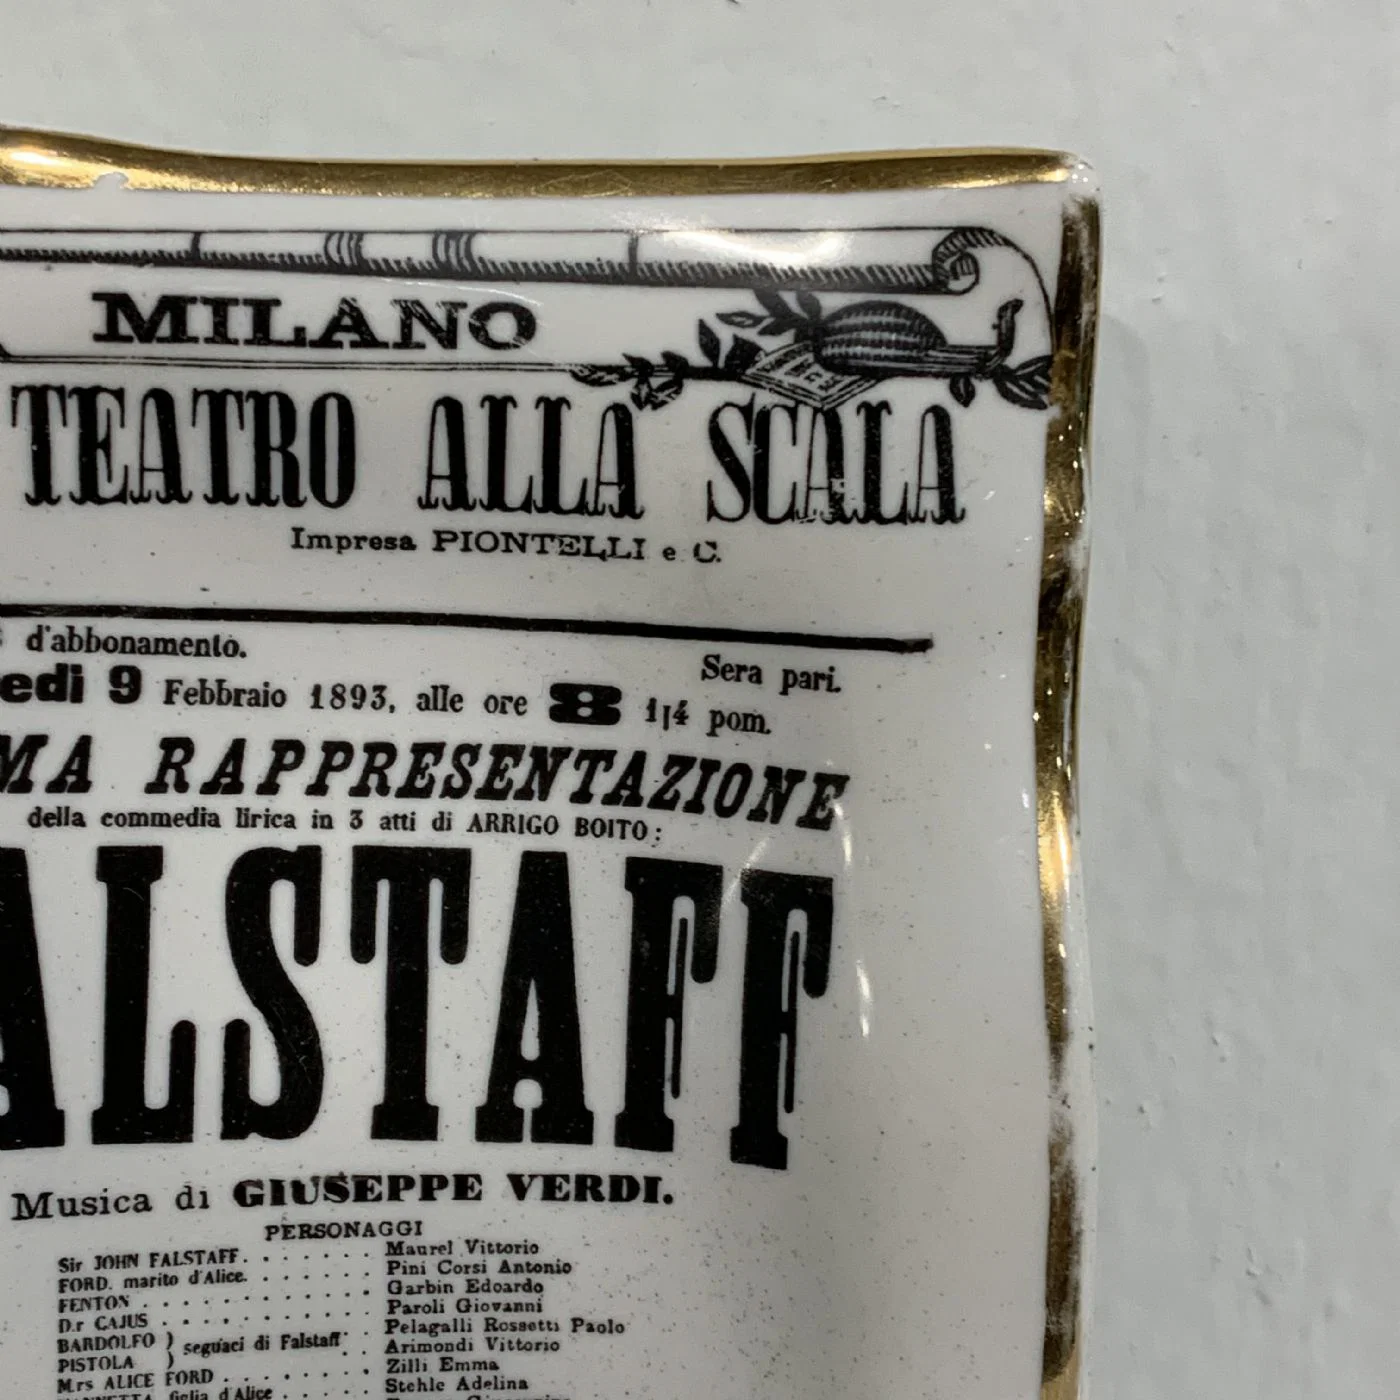 MILANO
TEATRO ALLA SCALA
Impresa PIONTELLI e C.
d'abbonamento.
Sera pari.
edi 9 Febbraio 1893, alle ore 8 1|4 pom.
MA RAPPRESENTAZIONE
della commedia lirica in 3 atti di ARRIGO BOITO:
ALSTAFF
Musica di GIUSEPPE VERDI.
PERSONAGGI
Sir JOHN FALSTAFF. . . . . . . Maurel Vittorio
FORD. marito d'Alice. . . . . . . Pini Corsi Antonio
FENTON . . . . . . . . . . Garbin Edoardo
D.r CAJUS . . . . . . . . . Paroli Giovanni
BARDOLFO ) seguaci di Falstaff . . Pelagalli Rossetti Paolo
PISTOLA ) . . Arimondi Vittorio
Mrs ALICE FORD . . . . . . . Zilli Emma
figlia d'Alice . . . . . Stehle Adelina